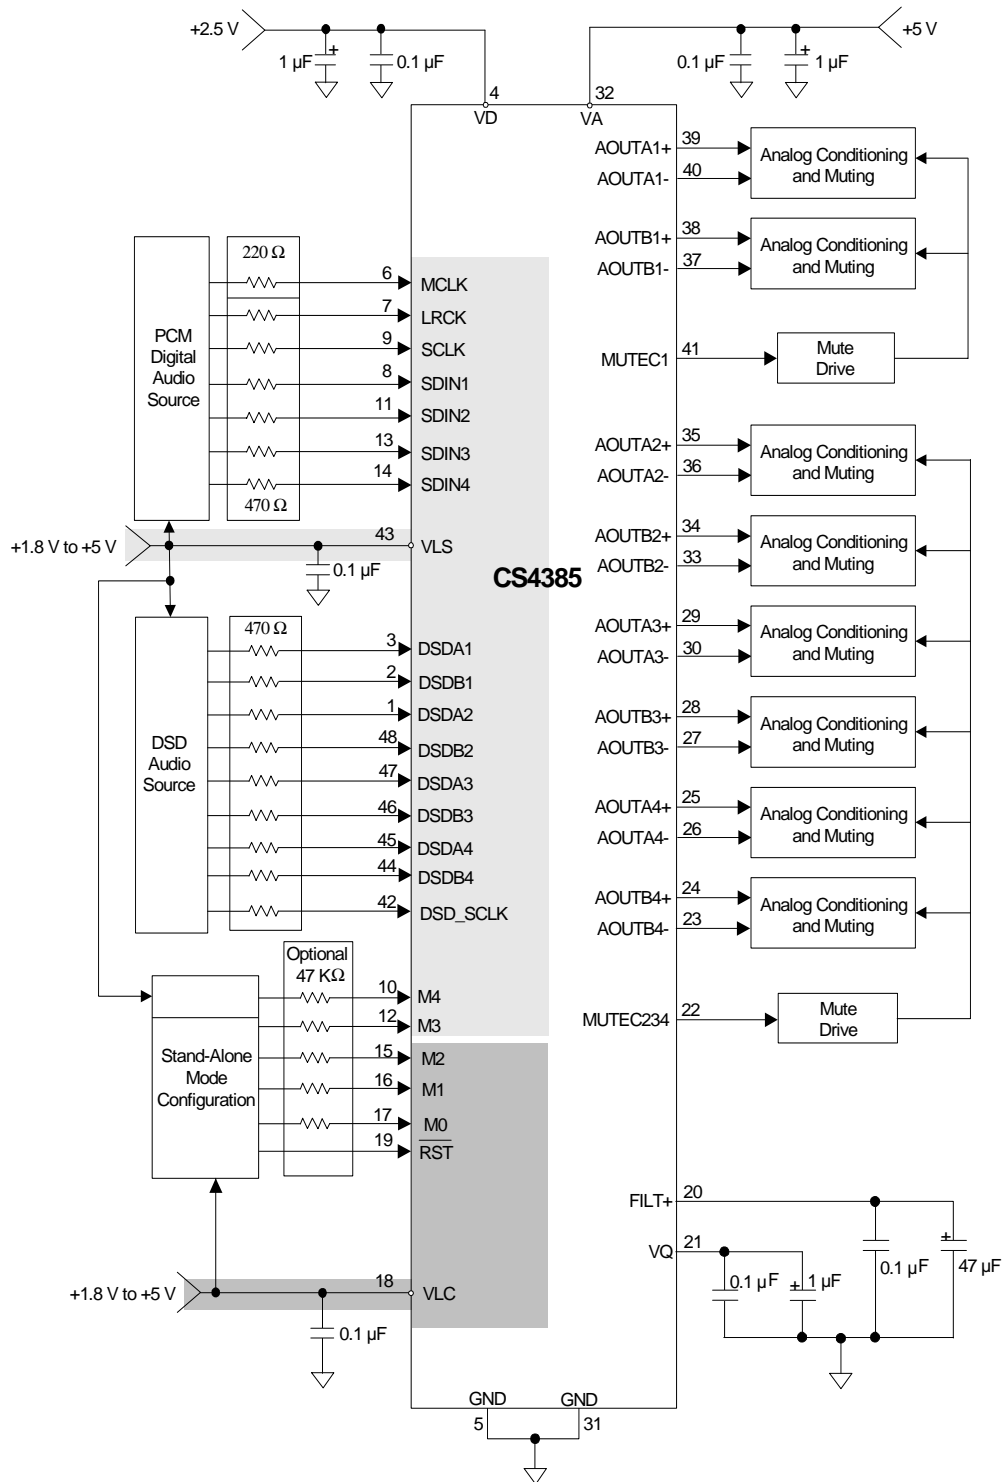 +2.5 V
+5 V
1 µF
+
0.1 µF
0.1 µF
+
1 µF
4
32
VD
VA
39
AOUTA1+
40
AOUTA1-
Analog Conditioning
and Muting
38
AOUTB1+
37
AOUTB1-
Analog Conditioning
and Muting
41
MUTEC1
Mute
Drive
35
AOUTA2+
36
AOUTA2-
Analog Conditioning
and Muting
34
AOUTB2+
33
AOUTB2-
Analog Conditioning
and Muting
29
AOUTA3+
30
AOUTA3-
Analog Conditioning
and Muting
28
AOUTB3+
27
AOUTB3-
Analog Conditioning
and Muting
25
AOUTA4+
26
AOUTA4-
Analog Conditioning
and Muting
24
AOUTB4+
23
AOUTB4-
Analog Conditioning
and Muting
22
MUTEC234
Mute
Drive
PCM
Digital
Audio
Source
220 Ω
470 Ω
6
MCLK
7
LRCK
9
SCLK
8
SDIN1
11
SDIN2
13
SDIN3
14
SDIN4
+1.8 V to +5 V
43
VLS
0.1 µF
CS4385
DSD
Audio
Source
470 Ω
3
DSDA1
2
DSDB1
1
DSDA2
48
DSDB2
47
DSDA3
46
DSDB3
45
DSDA4
44
DSDB4
42
DSD_SCLK
Optional
47 KΩ
Stand-Alone
Mode
Configuration
10
M4
12
M3
15
M2
16
M1
17
M0
19
RST
+1.8 V to +5 V
18
VLC
0.1 µF
20
FILT+
21
VQ
0.1 µF
+
1 µF
0.1 µF
+
47 µF
GND
GND
5
31